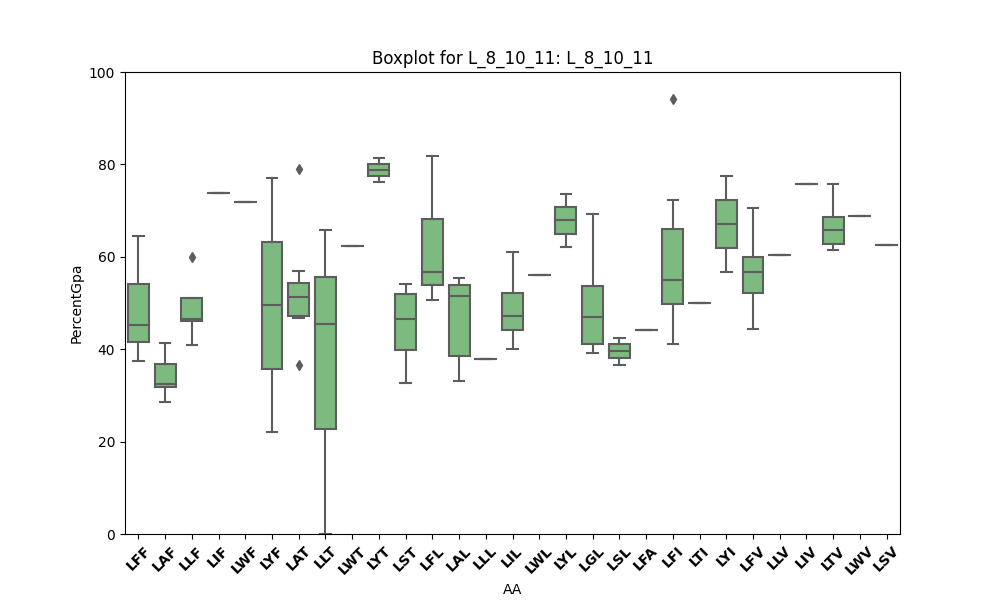 Boxplot for L_8_10_11: L_8_10_11
PercentGpa
100
80
60
40
20
0
LFF LAF LLF LIF LWF LYF LAT LLT LWT LYT LST LFL LAL LLL LIL LWL LYL LGL LSL LFA LFI LTI LYI LFV LLV LIV LTV LWV LSV
AA